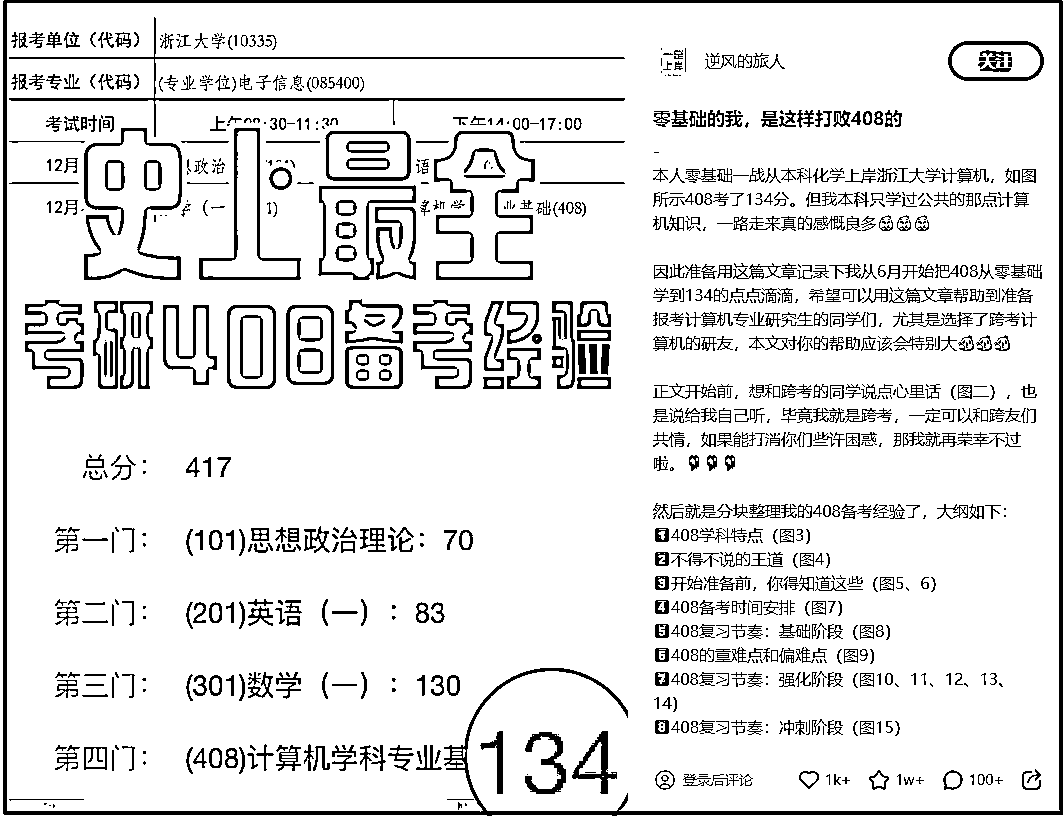 报考单位（代码） 浙江大学(10335)
报考专业（代码） (专业学位)电子信息(085400)
考试时间 上午08:30-11:30 下午14:00-17:00
12月
12月 业基础(408)
史上最全
考研408备考经验
总分： 417
第一门： (101)思想政治理论：70
第二门： (201)英语（一）：83
第三门： (301)数学（一）：130
第四门： (408)计算机学科专业基
134
逆风的旅人
关注
零基础的我，是这样打败408的
-
本人零基础一战从本科化学上岸浙江大学计算机，如图
所示408考了134分。但我本科只学过公共的那点计算
机知识，一路走来真的感慨良多
因此准备用这篇文章记录下我从6月开始把408从零基础
学到134的点点滴滴，希望可以用这篇文章帮助到准备
报考计算机专业研究生的同学们，尤其是选择了跨考计
算机的研友，本文对你的帮助应该会特别大
正文开始前，想和跨考的同学说点心里话（图二），也
是说给我自己听，毕竟我就是跨考，一定可以和跨友们
共情，如果能打消你们些许困惑，那我就再荣幸不过
啦。
然后就是分块整理我的408备考经验了，大纲如下：
1 408学科特点（图3）
2 不得不说的王道（图4）
3 开始准备前，你得知道这些（图5、6）
4 408备考时间安排（图7）
5 408复习节奏：基础阶段（图8）
6 408的重难点和偏难点（图9）
7 408复习节奏：强化阶段（图10、11、12、13、
14)
8 408复习节奏：冲刺阶段（图15）
登录后评论 1k+ 1w+ 100+